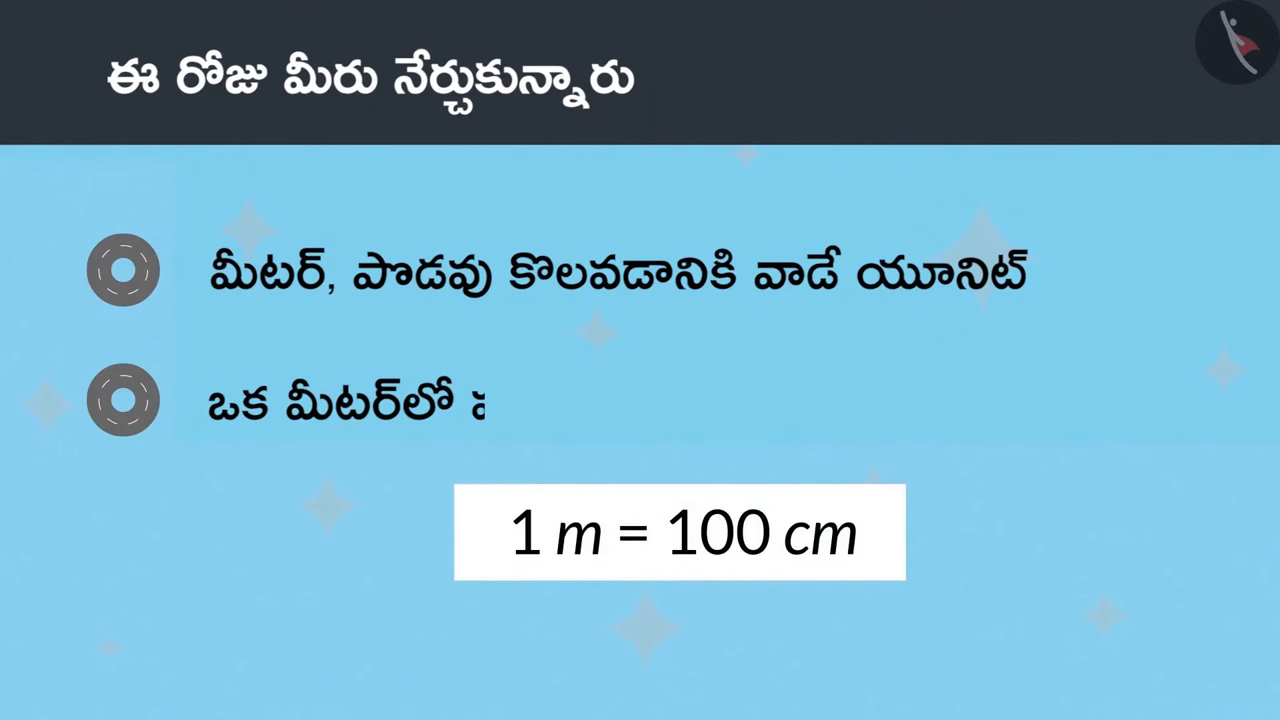 ఈ రోజు మీరు నేర్చుకున్నారు
మీటర్, పొడవు కొలవడానికి వాడే యూనిట్
ఒక మీటర్‌లో
1 m = 100 cm